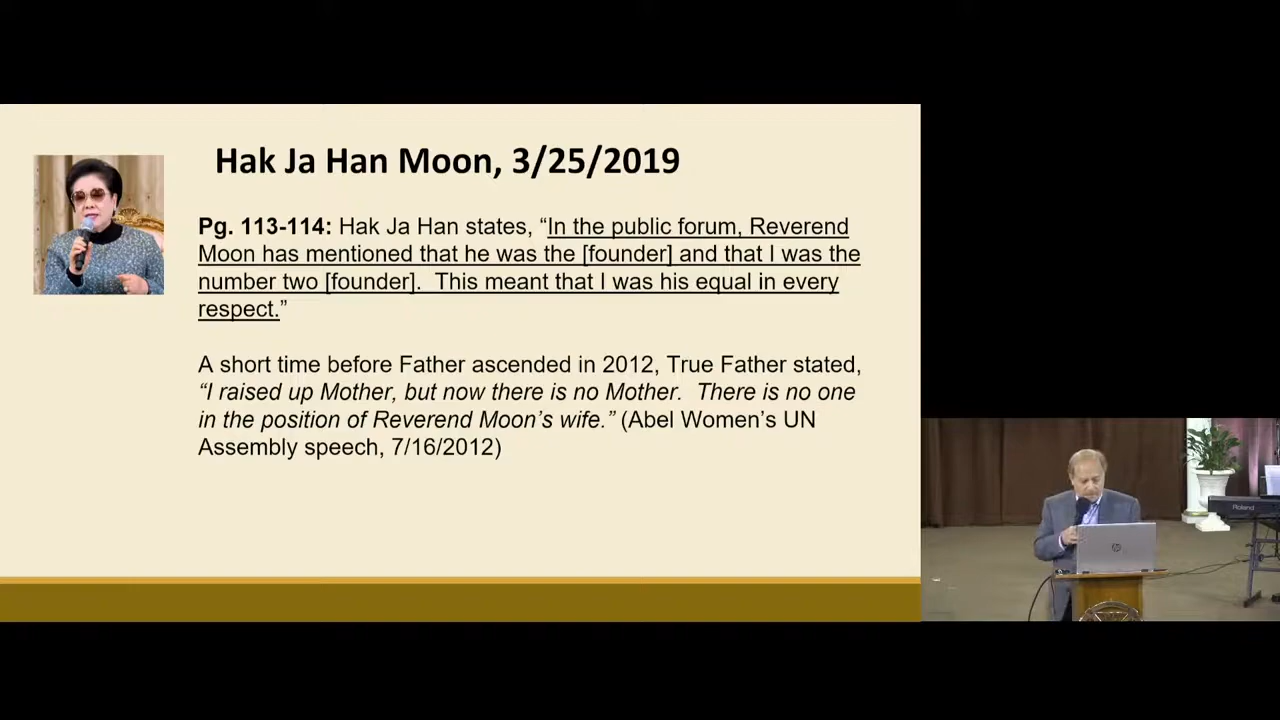 Hak Ja Han Moon, 3/25/2019
Pg. 113-114: Hak Ja Han states, “In the public forum, Reverend
Moon has mentioned that he was the [founder] and that I was the
number two [founder].  This meant that I was his equal in every
respect.”
A short time before Father ascended in 2012, True Father stated,
“I raised up Mother, but now there is no Mother.  There is no one
in the position of Reverend Moon’s wife.” (Abel Women’s UN
Assembly speech, 7/16/2012)
Roland
hp